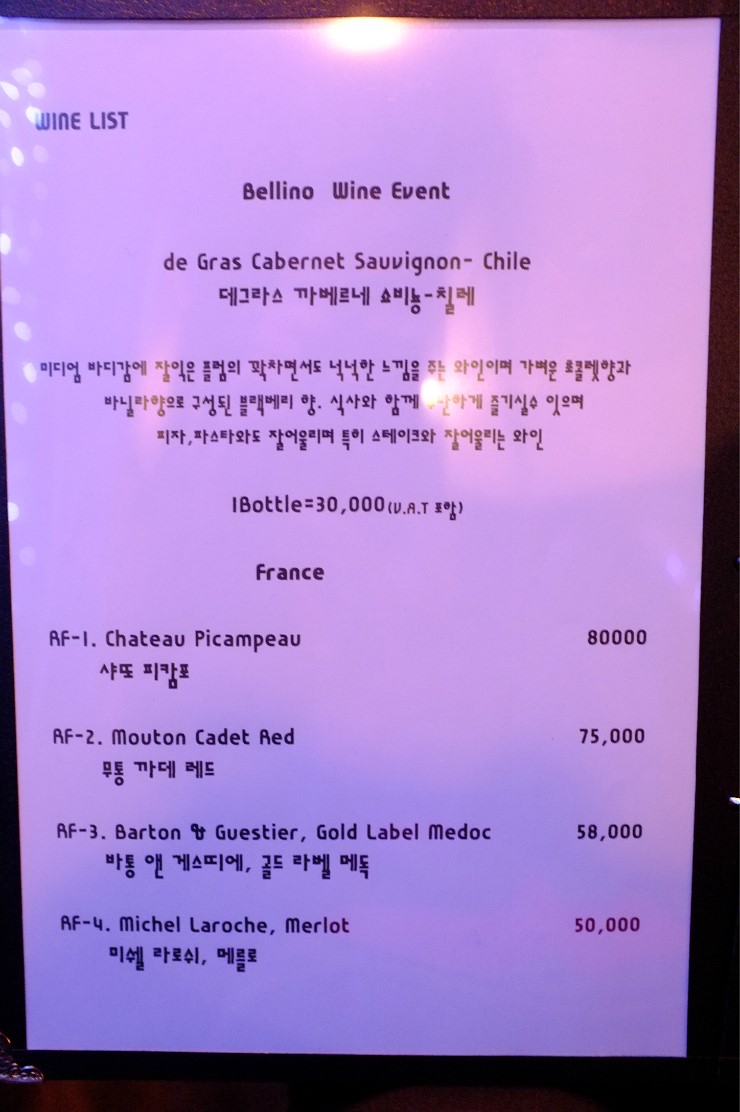 WINE LIST
Bellino Wine Event
de Gras Cabernet Sauvignon- Chile
데그라스 까베르네 쇼비뇽-칠레
미디엄 바디감에 잘익은 플럼의 꽉차면서도 넉넉한 느낌을 주는 와인이며 가벼운 쵸콜렛향과
바닐라향으로 구성된 블랙베리 향. 식사와 함께 즐기실수 잇으며
피자,파스타와도 잘어울리며 특히 스테이크와 잘어울리는 와인
1Bottle=30,000(V.A.T 포함)
France
RF-1. Chateau Picampeau 80000
샤또 피캄포
RF-2. Mouton Cadet Red 75,000
무통 까데 레드
RF-3. Barton & Guestier, Gold Label Medoc 58,000
바통 앤 게스띠에, 골드 라벨 메독
RF-4. Michel Laroche, Merlot 50,000
미쉘 라로쉬, 메를로